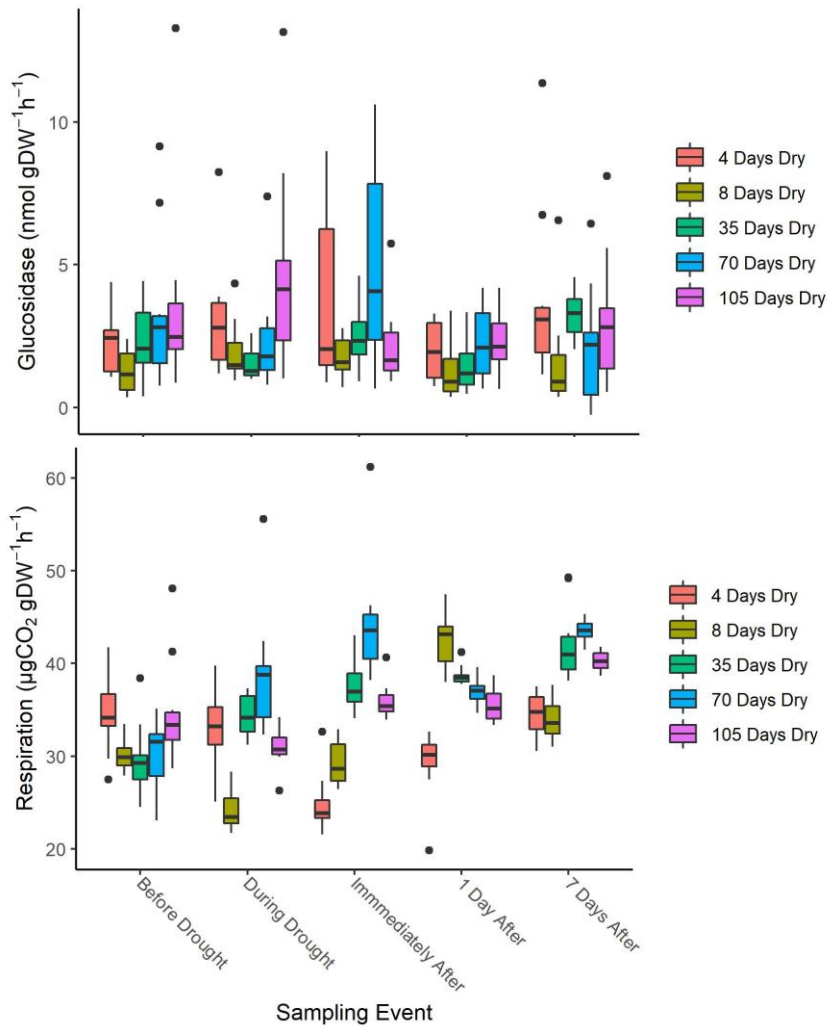 Glucosidase (nmol gDW⁻¹h⁻¹)
10
5
0
4 Days Dry
8 Days Dry
35 Days Dry
70 Days Dry
105 Days Dry
Respiration (µgCO₂ gDW⁻¹h⁻¹)
60
50
40
30
20
4 Days Dry
8 Days Dry
35 Days Dry
70 Days Dry
105 Days Dry
Before Drought
During Drought
Immmediately After
1 Day After
7 Days After
Sampling Event